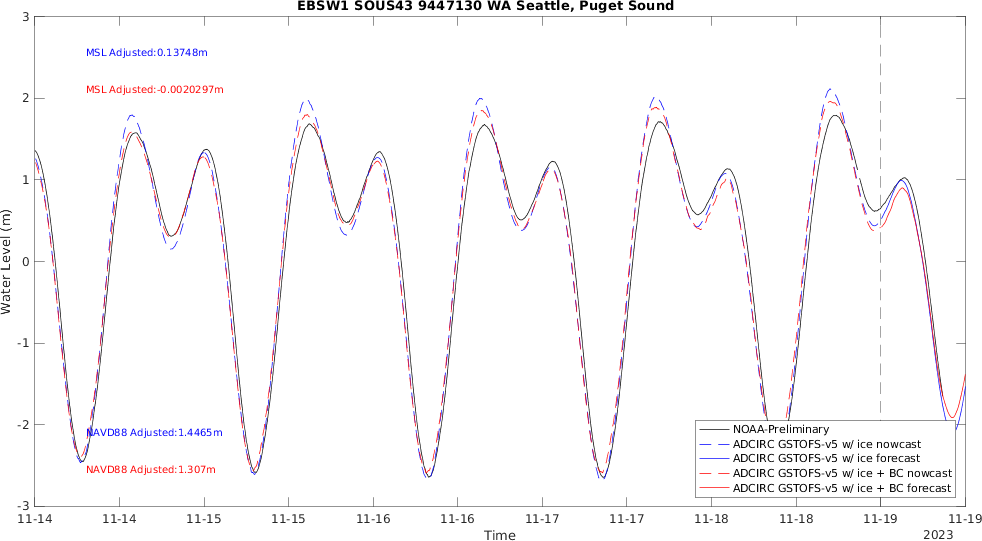 EBSW1 SOUS43 9447130 WA Seattle, Puget Sound
3
MSL Adjusted:0.13748m
MSL Adjusted:-0.0020297m
2
1
0
-1
-2
-3
Water Level (m)
NAVD88 Adjusted:1.4465m
NAVD88 Adjusted:1.307m
NOAA-Preliminary
ADCIRC GSTOFS-v5 w/ ice nowcast
ADCIRC GSTOFS-v5 w/ ice forecast
ADCIRC GSTOFS-v5 w/ ice + BC nowcast
ADCIRC GSTOFS-v5 w/ ice + BC forecast
11-14 11-14 11-15 11-15 11-16 11-16 11-17 11-17 11-18 11-18 11-19 11-19
Time
2023